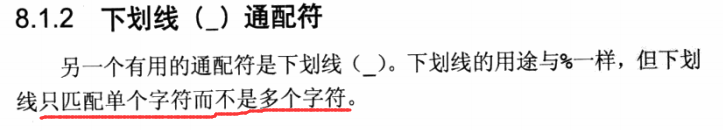 8.1.2 下划线（_）通配符
另一个有用的通配符是下划线（_）。下划线的用途与%一样，但下划
线只匹配单个字符而不是多个字符。